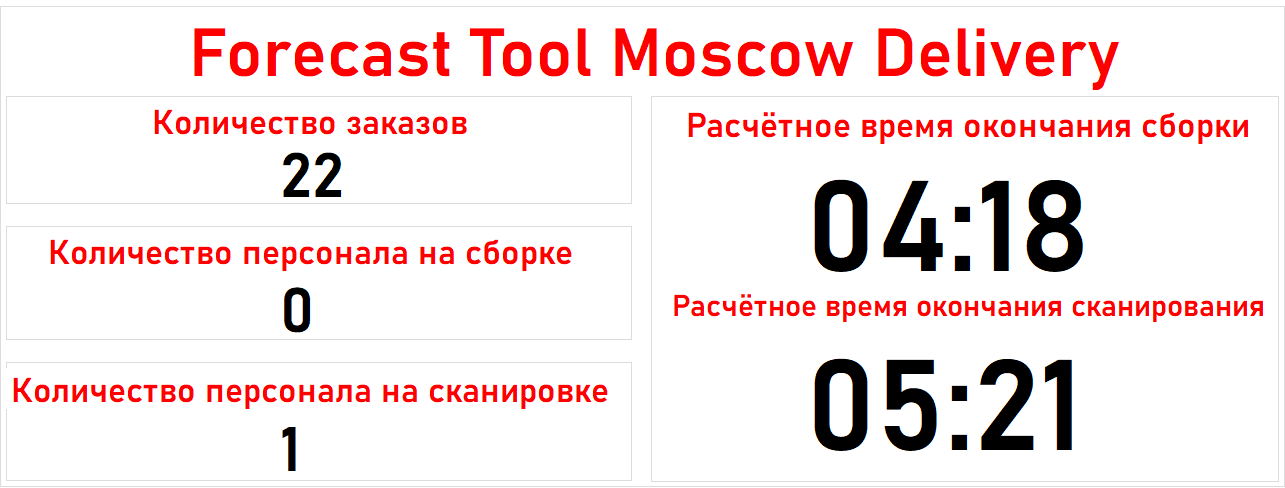 Forecast Tool Moscow Delivery
Количество заказов
22
Количество персонала на сборке
0
Количество персонала на сканировке
1
Расчётное время окончания сборки
04:18
Расчётное время окончания сканирования
05:21